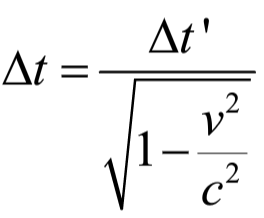 Δt = Δt' / √(1 − v²/c²)